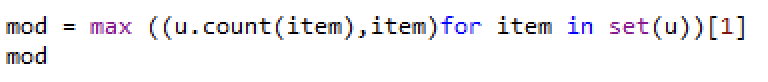 mod = max ((u.count(item),item)for item in set(u))[1]
mod